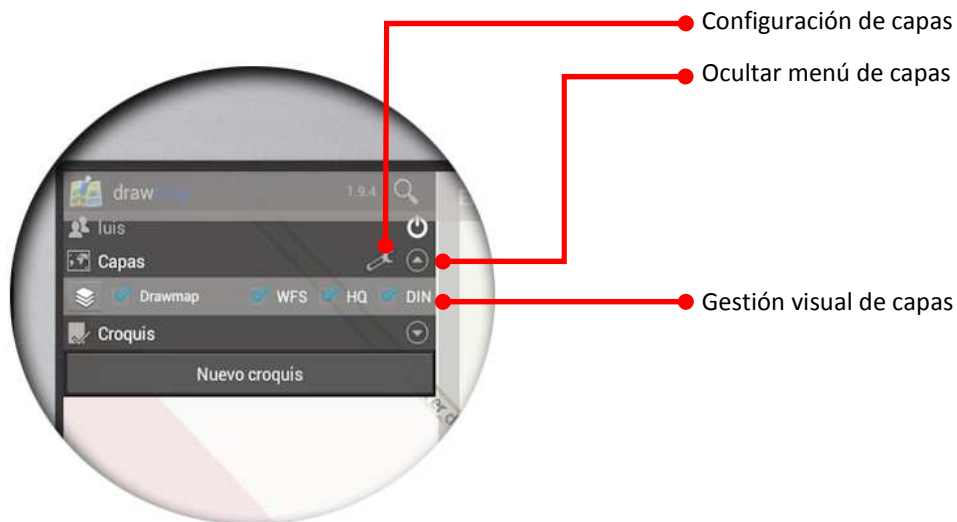 Configuración de capas
Ocultar menú de capas
drawmap 1.9.4
luis
Capas
Drawmap WFS HQ DIN
Gestión visual de capas
Croquis
Nuevo croquis